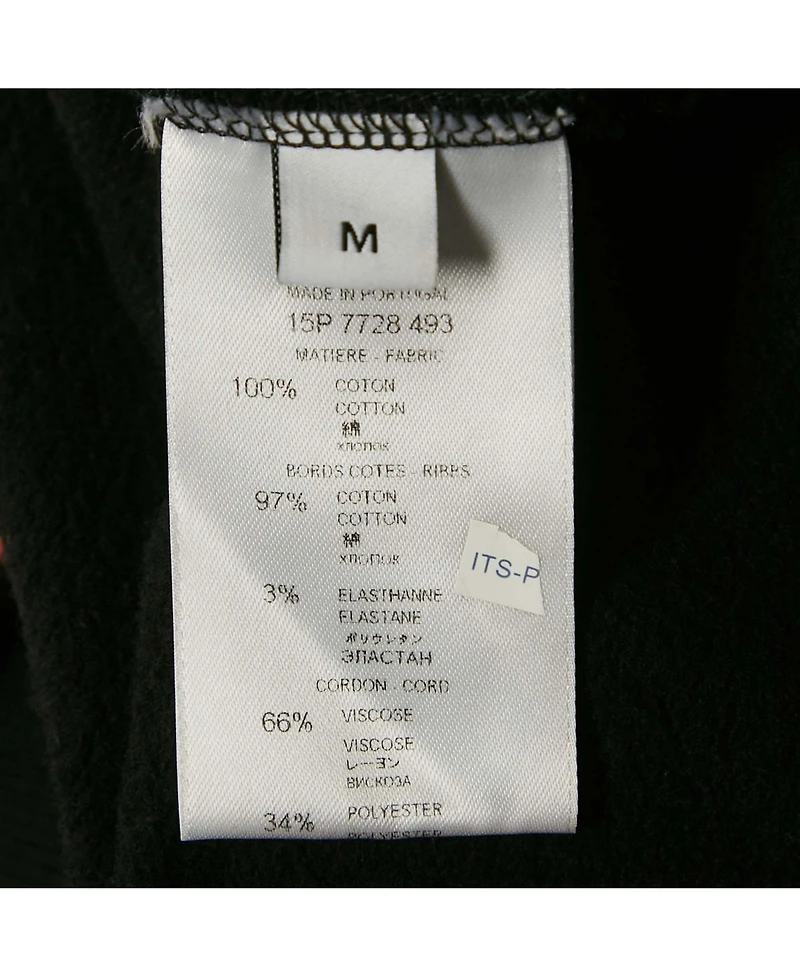 M
MADE IN PORTUGAL
15P 7728 493
MATIERE - FABRIC
100% COTON
COTTON
綿
хлопок
BORDS COTES - RIBBS
97% COTON
COTTON
綿
хлопок
ITS-P
3% ELASTHANNE
ELASTANE
ポリウレタン
ЭЛАСТАН
CORDON - CORD
66% VISCOSE
VISCOSE
レーヨン
ВИСКОЗА
34% POLYESTER
POLYESTER